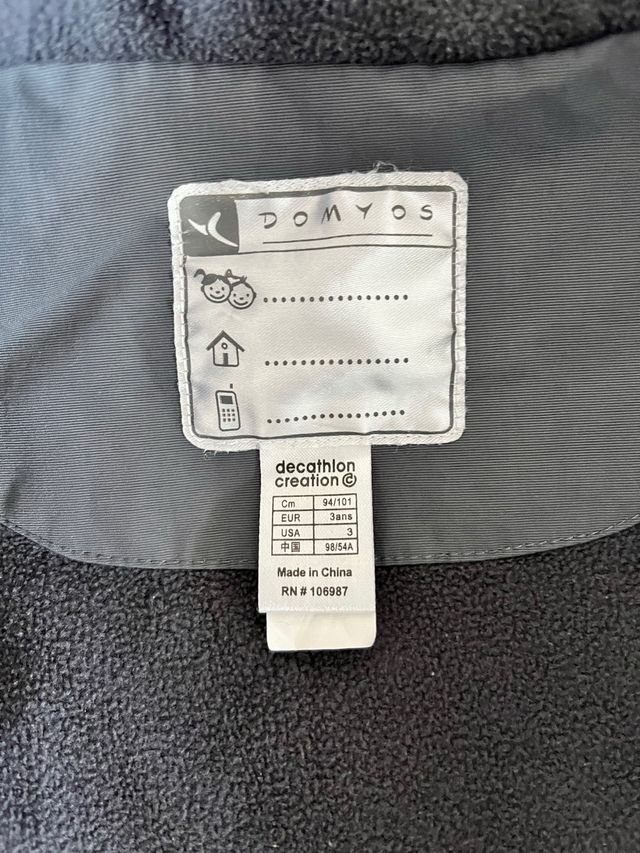 DOMYOS
decathlon
creation ©
Cm 94/101
EUR 3ans
USA 3
中国 98/54A
Made in China
RN # 106987